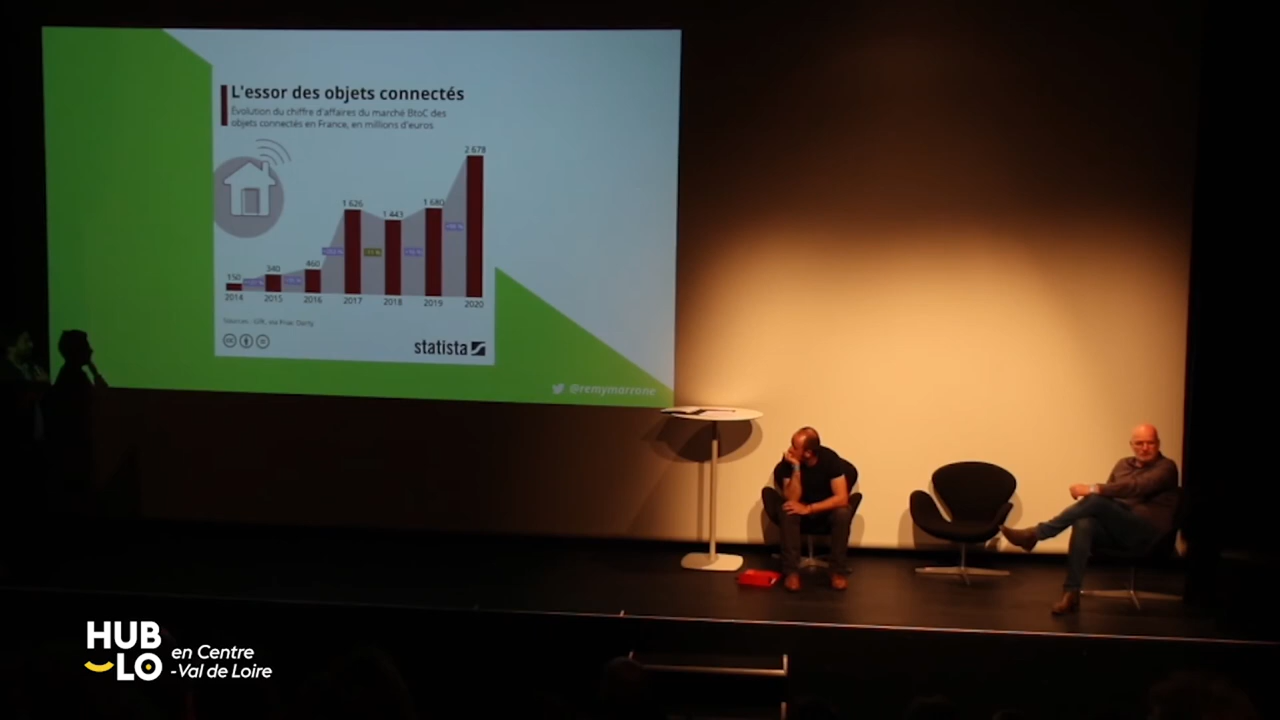 L'essor des objets connectés
Évolution du chiffre d'affaires du marché BtoC des
objets connectés en France, en millions d'euros
2 678
1 626
1 680
1 443
460
340
150
2014 2015 2016 2017 2018 2019 2020
statista
@remymarrone
HUB
LO
en Centre
-Val de Loire